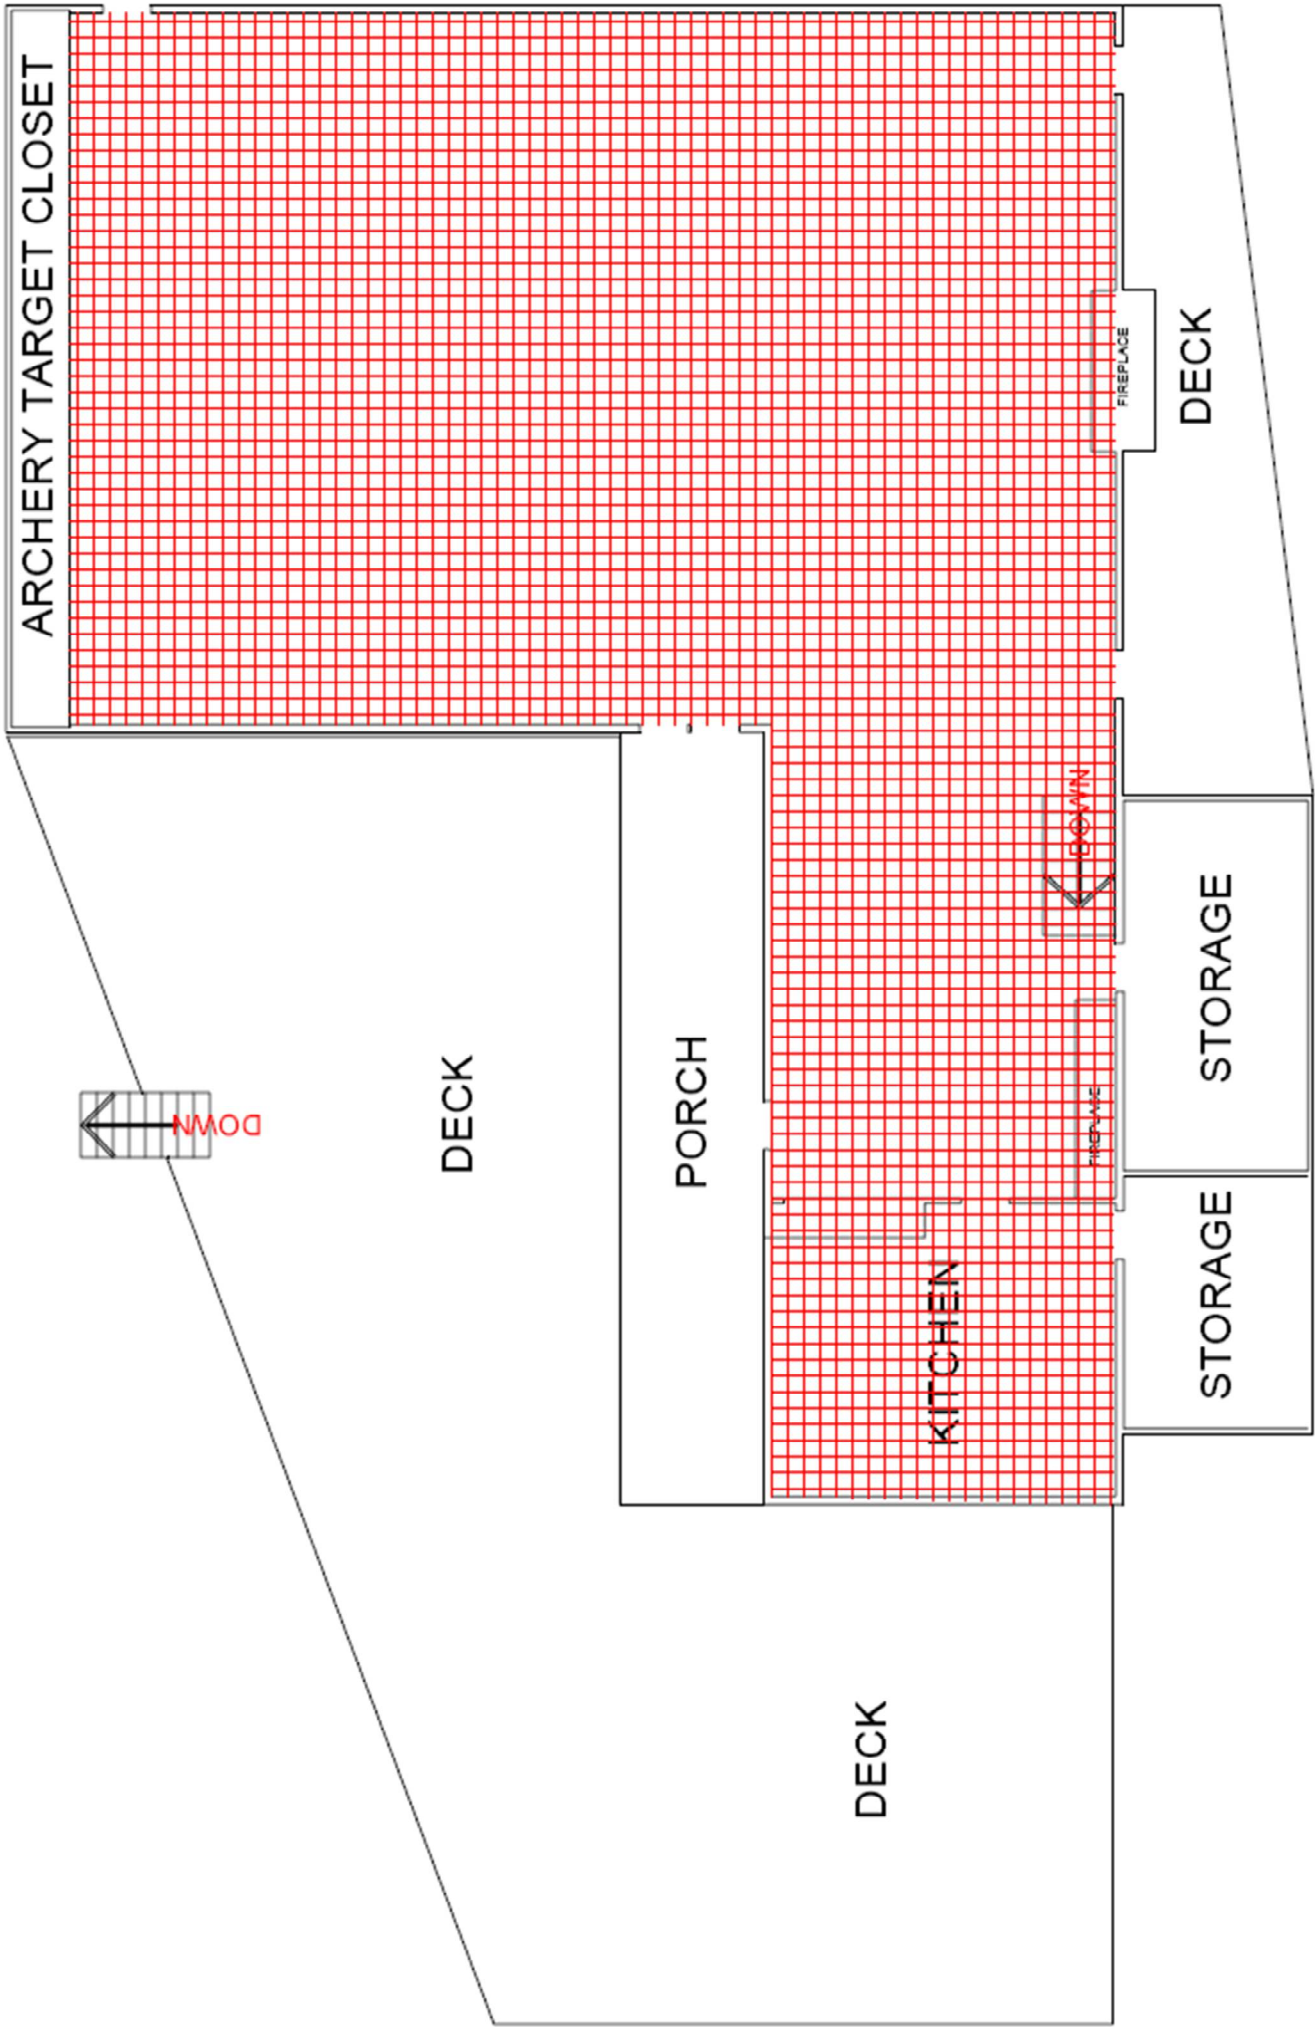 ARCHERY TARGET CLOSET
FIREPLACE
DECK
DOWN
STORAGE
DECK
DOWN
PORCH
FIREPLACE
STORAGE
KITCHEN
DECK